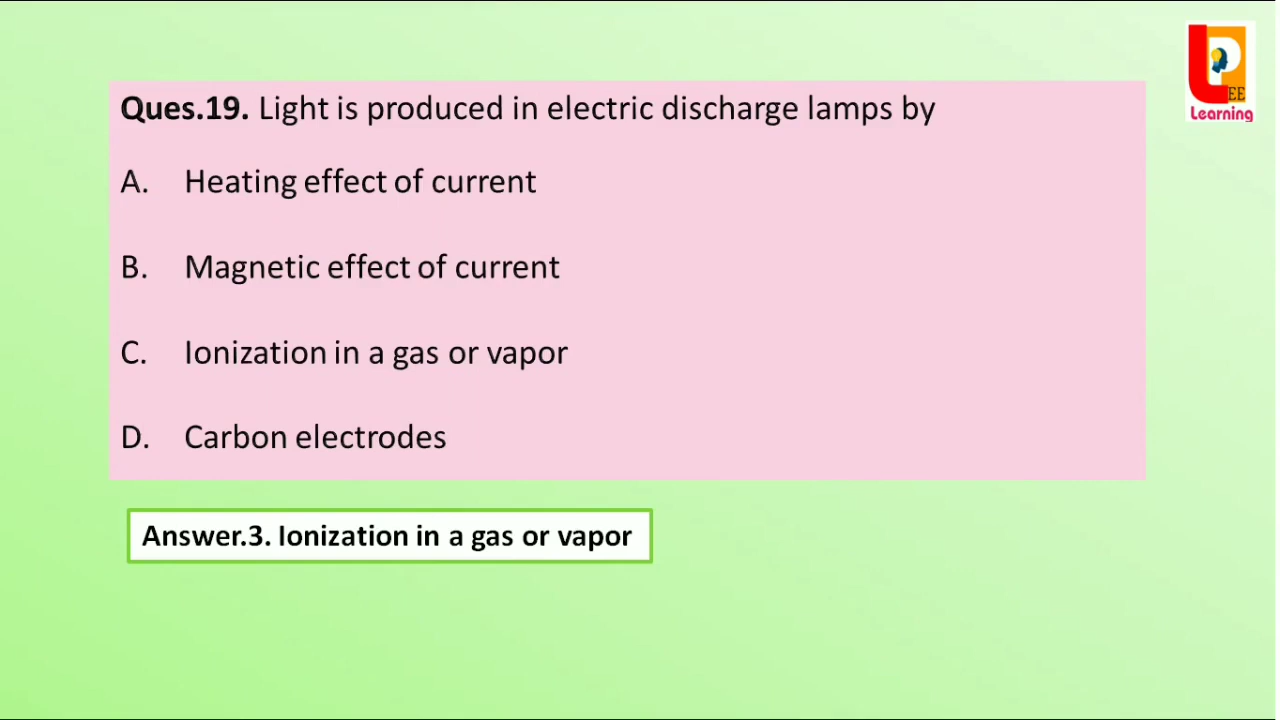 Ques.19. Light is produced in electric discharge lamps by
A. Heating effect of current
B. Magnetic effect of current
C. Ionization in a gas or vapor
D. Carbon electrodes
Answer.3. Ionization in a gas or vapor
LP
EE
Learning